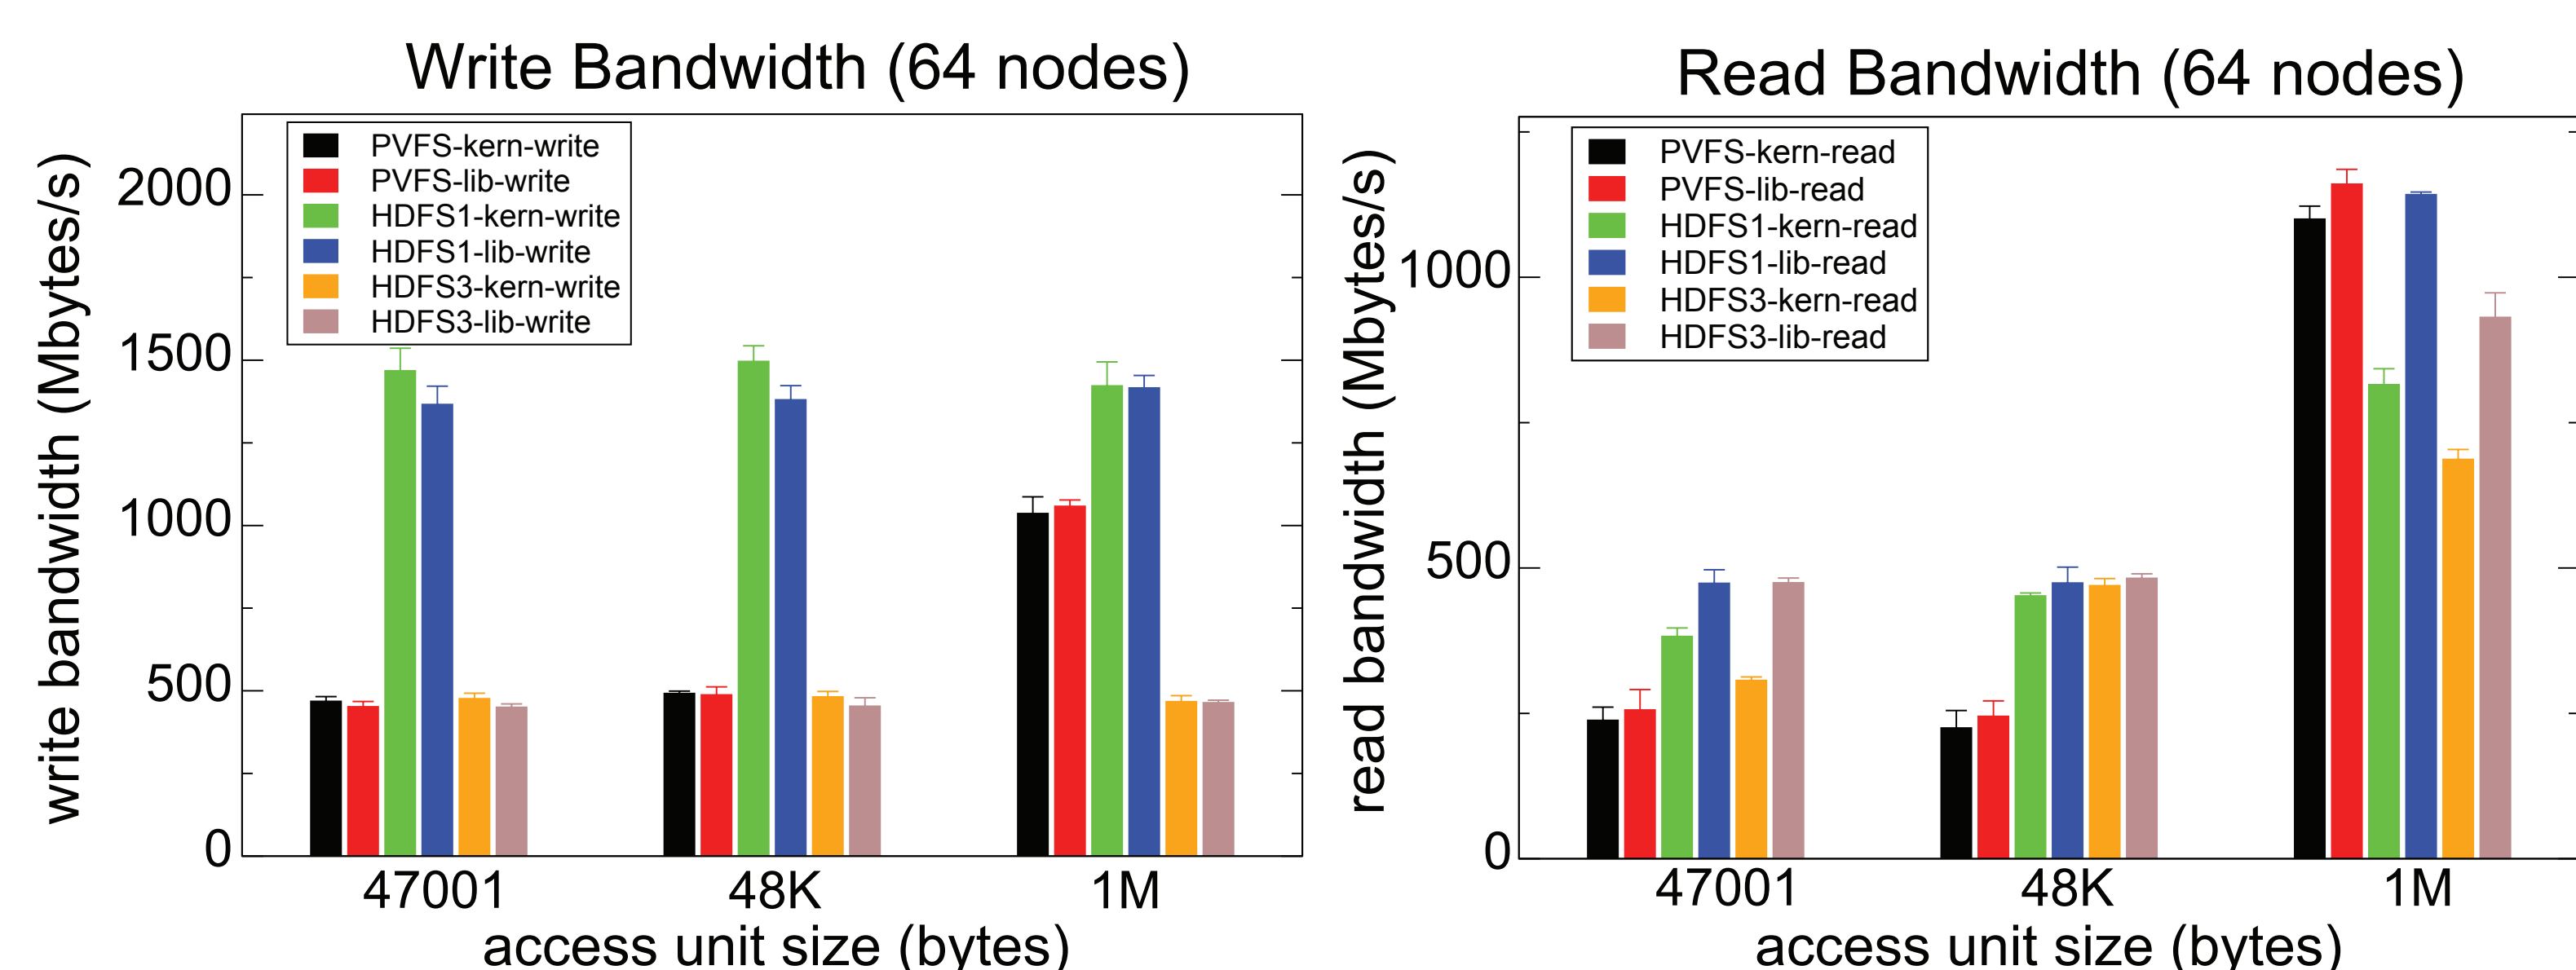 Write Bandwidth (64 nodes)
write bandwidth (Mbytes/s)
2000
1500
1000
500
0
PVFS-kern-write
PVFS-lib-write
HDFS1-kern-write
HDFS1-lib-write
HDFS3-kern-write
HDFS3-lib-write
47001 48K 1M
access unit size (bytes)
Read Bandwidth (64 nodes)
read bandwidth (Mbytes/s)
1000
500
0
PVFS-kern-read
PVFS-lib-read
HDFS1-kern-read
HDFS1-lib-read
HDFS3-kern-read
HDFS3-lib-read
47001 48K 1M
access unit size (bytes)